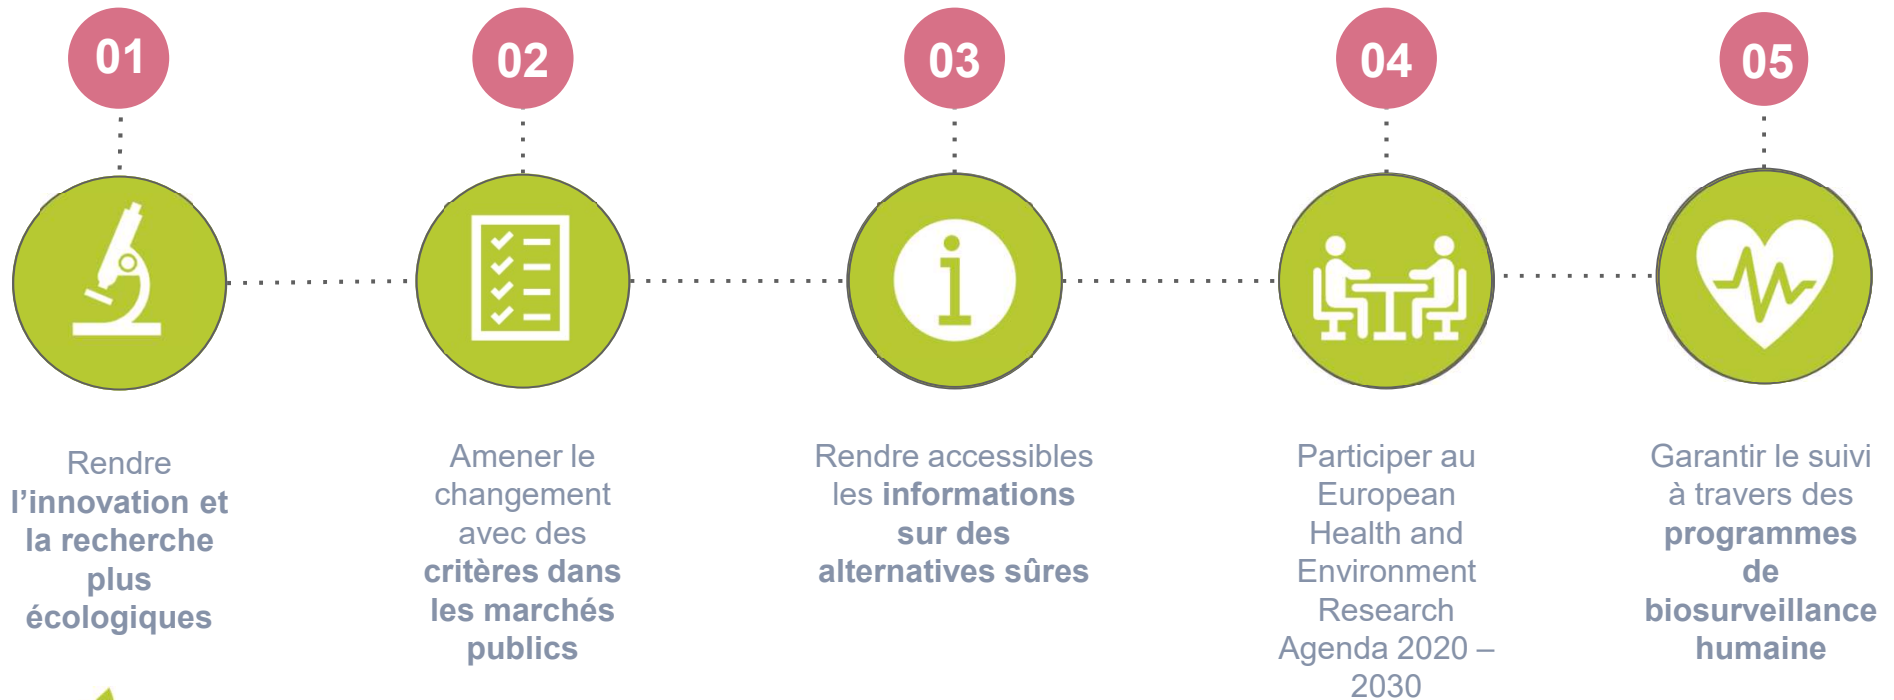 01
Rendre
l’innovation et
la recherche
plus
écologiques
02
Amener le
changement
avec des
critères dans
les marchés
publics
03
Rendre accessibles
les informations
sur des
alternatives sûres
04
Participer au
European
Health and
Environment
Research
Agenda 2020 –
2030
05
Garantir le suivi
à travers des
programmes
de
biosurveillance
humaine